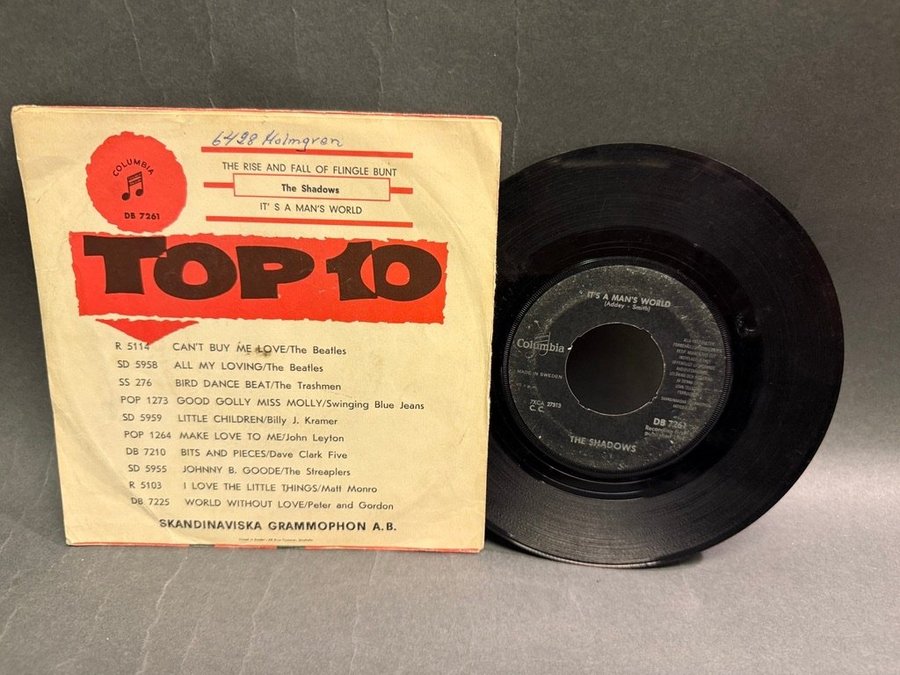 6428 Holmgren
COLUMBIA
DB 7261
THE RISE AND FALL OF FLINGLE BUNT
The Shadows
IT' S A MAN'S WORLD
TOP 10
R 5114 CAN'T BUY ME LOVE/The Beatles
SD 5958 ALL MY LOVING/The Beatles
SS 276 BIRD DANCE BEAT/The Trashmen
POP 1273 GOOD GOLLY MISS MOLLY/Swinging Blue Jeans
SD 5959 LITTLE CHILDREN/Billy J. Kramer
POP 1264 MAKE LOVE TO ME/John Leyton
DB 7210 BITS AND PIECES/Dave Clark Five
SD 5955 JOHNNY B. GOODE/The Streaplers
R 5103 I LOVE THE LITTLE THINGS/Matt Monro
DB 7225 WORLD WITHOUT LOVE/Peter and Gordon
SKANDINAVISKA GRAMMOPHON A.B.
IT'S A MAN'S WORLD
(Addey - Smith)
Columbia
MADE IN SWEDEN
7XCA 27513
C. C.
DB 7261
THE SHADOWS